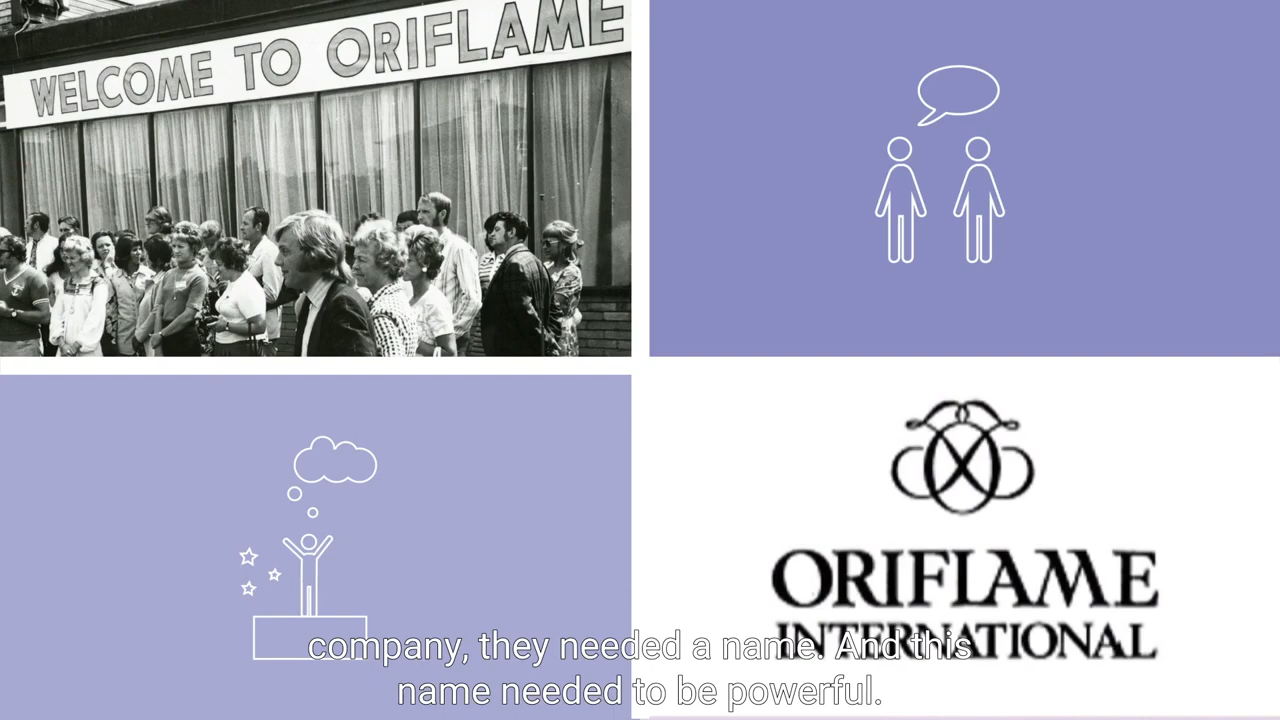 WELCOME TO ORIFLAME
ORIFLAME
INTERNATIONAL
company, they needed a name. And this
name needed to be powerful.